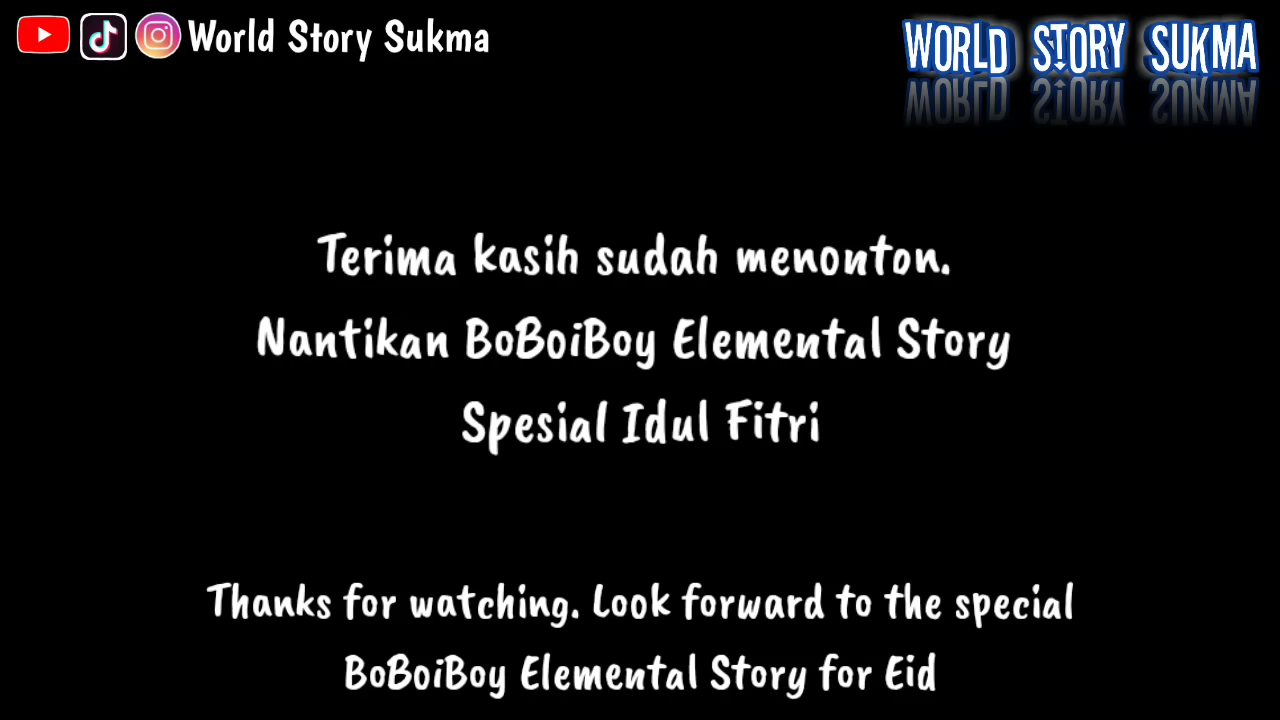 World Story Sukma
WORLD STORY SUKMA
Terima kasih sudah menonton.
Nantikan BoBoiBoy Elemental Story
Spesial Idul Fitri
Thanks for watching. Look forward to the special
BoBoiBoy Elemental Story for Eid